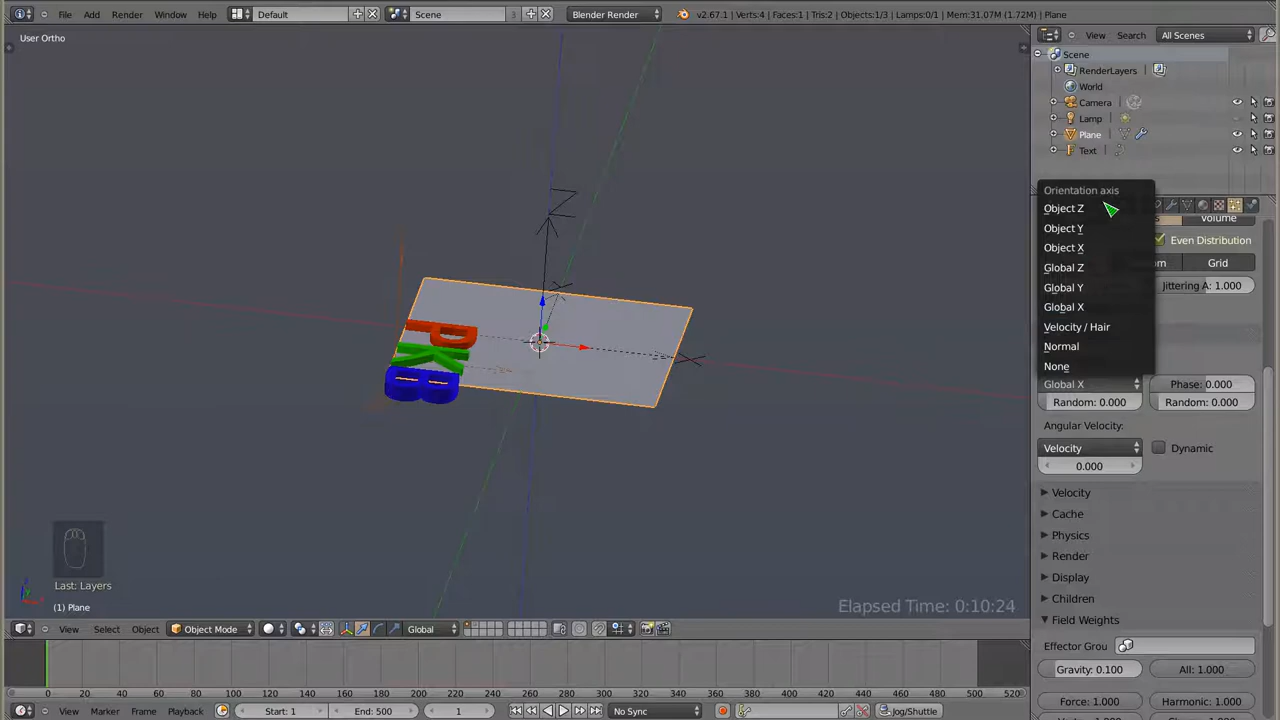 File Add Render Window Help Default Scene 3 Blender Render v2.67.1 | Verts:4 | Faces:1 | Tris:2 | Objects:1/3 | Lamps:0/1 | Mem:31.07M (1.72M) | Plane
User Ortho
View Search All Scenes
Scene
RenderLayers
World
Camera
Lamp
Plane
Text
Orientation axis
Object Z
Object Y
Object X
Global Z
Global Y
Global X
Velocity / Hair
Normal
None
Volume
Even Distribution
Grid
Jittering A: 1.000
Global X Phase: 0.000
Random: 0.000 Random: 0.000
Angular Velocity:
Velocity Dynamic
0.000
Velocity
Cache
Physics
Render
Display
Children
Field Weights
Effector Grou
Gravity: 0.100 All: 1.000
Force: 1.000 Harmonic: 1.000
B K D
Z
X
Last: Layers
(1) Plane
Elapsed Time: 0:10:24
View Select Object Object Mode Global
0 20 40 60 80 100 120 140 160 180 200 220 240 260 280 300 320 340 360 380 400 420 440 460 480 500 520
View Marker Frame Playback Start: 1 End: 500 1 No Sync Jog/Shuttle